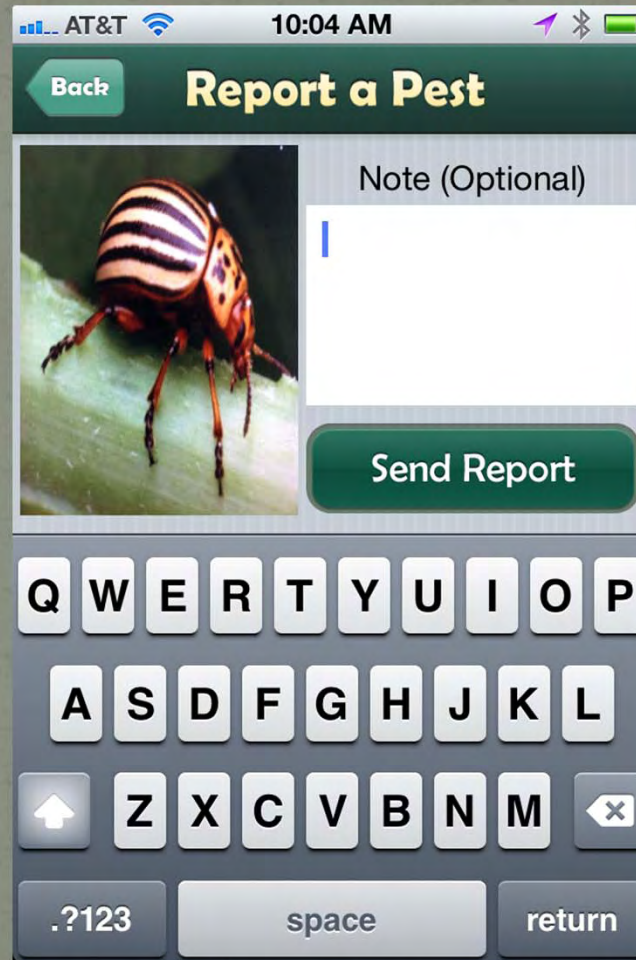 AT&T 10:04 AM
Back Report a Pest
Note (Optional)
Send Report
Q W E R T Y U I O P
A S D F G H J K L
Z X C V B N M
.?123 space return